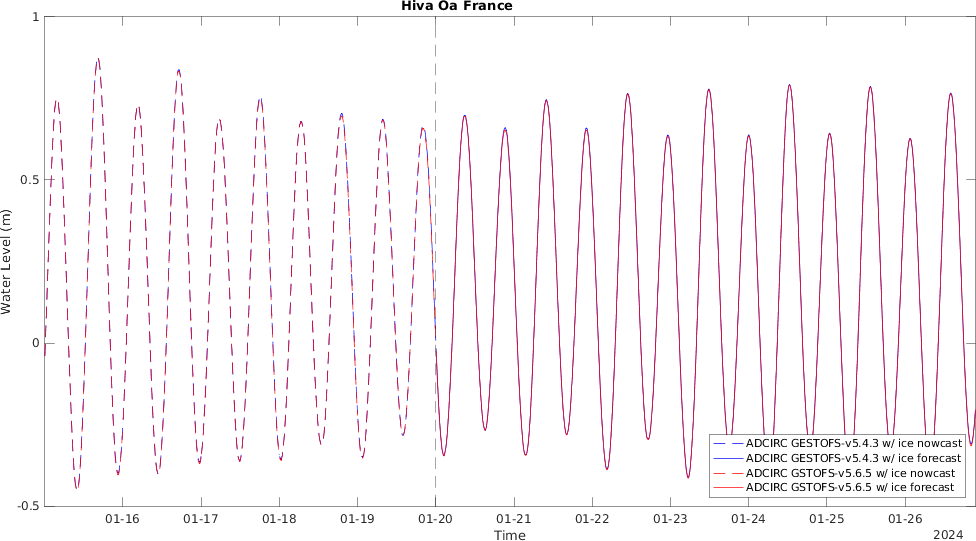 Hiva Oa France
1
0.5
0
-0.5
Water Level (m)
ADCIRC GESTOFS-v5.4.3 w/ ice nowcast
ADCIRC GESTOFS-v5.4.3 w/ ice forecast
ADCIRC GSTOFS-v5.6.5 w/ ice nowcast
ADCIRC GSTOFS-v5.6.5 w/ ice forecast
01-16 01-17 01-18 01-19 01-20 01-21 01-22 01-23 01-24 01-25 01-26
Time
2024